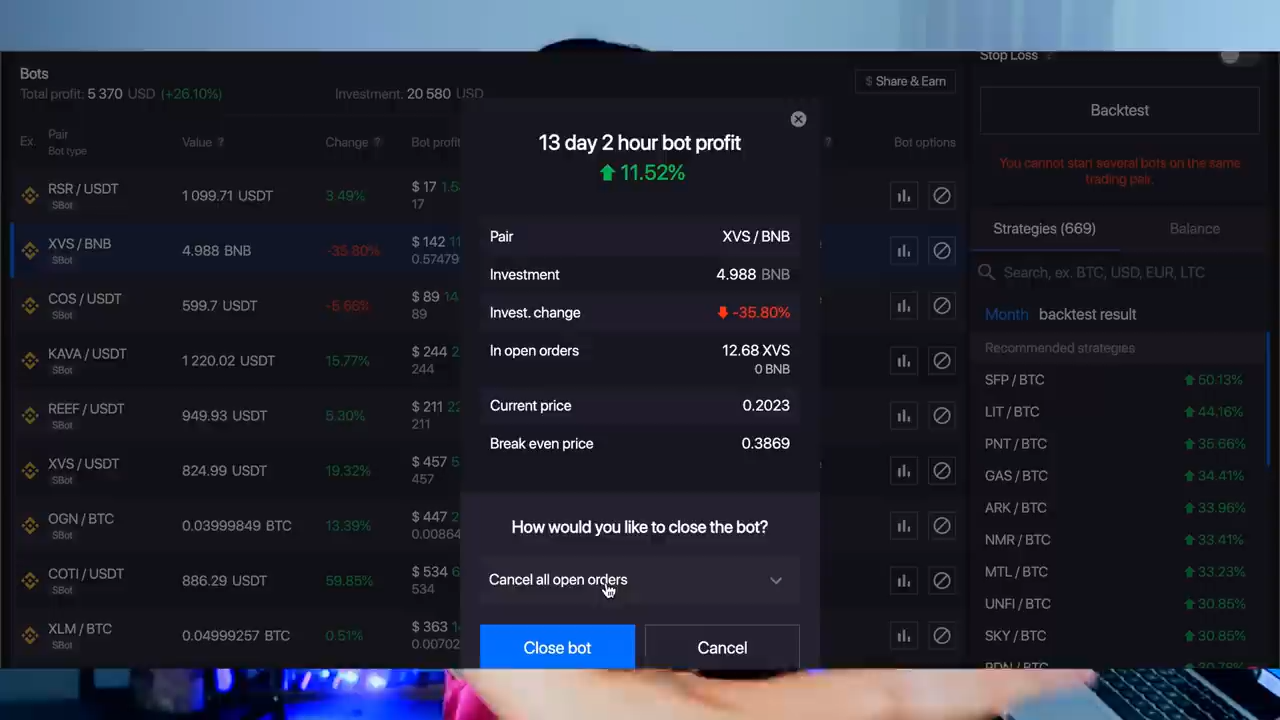 Bots
Total profit: 5 370 USD (+26.10%)
Investment: 20 580 USD
$ Share & Earn
Ex.
Pair
Bot type
Value ?
Change ?
Bot profit
?
Bot options
RSR / USDT
SBot
1 099.71 USDT
3.49%
$ 17
17
XVS / BNB
SBot
4.988 BNB
-35.80%
$ 142 11
0.57479
COS / USDT
SBot
599.7 USDT
-5.66%
$ 89 14
89
KAVA / USDT
SBot
1 220.02 USDT
15.77%
$ 244 2
244
REEF / USDT
SBot
949.93 USDT
5.30%
$ 211 22
211
XVS / USDT
SBot
824.99 USDT
19.32%
$ 457 5
457
OGN / BTC
SBot
0.03999849 BTC
13.39%
$ 447 2
0.00864
COTI / USDT
SBot
886.29 USDT
59.85%
$ 534 6
534
XLM / BTC
SBot
0.04999257 BTC
0.51%
$ 363
0.00702
13 day 2 hour bot profit
11.52%
Pair XVS / BNB
Investment 4.988 BNB
Invest. change -35.80%
In open orders 12.68 XVS
0 BNB
Current price 0.2023
Break even price 0.3869
How would you like to close the bot?
Cancel all open orders
Close bot
Cancel
Stop Loss ?
Backtest
You cannot start several bots on the same
trading pair.
Strategies (669)
Balance
Search, ex. BTC, USD, EUR, LTC
Month backtest result
Recommended strategies
SFP / BTC 50.13%
LIT / BTC 44.16%
PNT / BTC 35.66%
GAS / BTC 34.41%
ARK / BTC 33.96%
NMR / BTC 33.41%
MTL / BTC 33.23%
UNFI / BTC 30.85%
SKY / BTC 30.85%